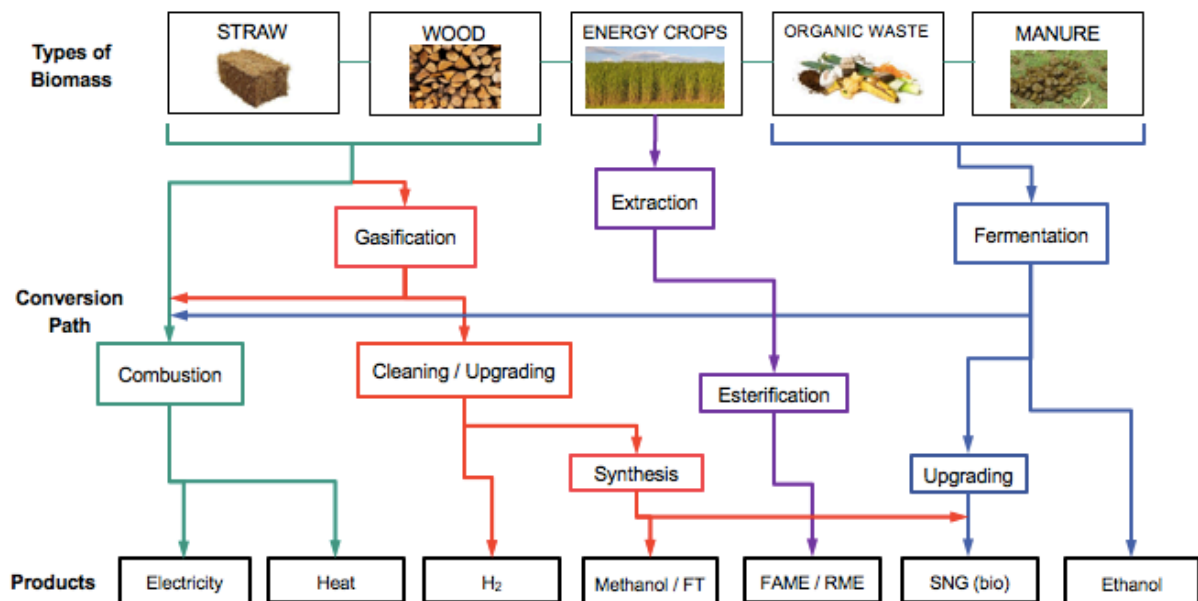 Types of
Biomass
STRAW
WOOD
ENERGY CROPS
ORGANIC WASTE
MANURE
Extraction
Gasification
Fermentation
Conversion
Path
Combustion
Cleaning / Upgrading
Esterification
Synthesis
Upgrading
Products
Electricity
Heat
H₂
Methanol / FT
FAME / RME
SNG (bio)
Ethanol